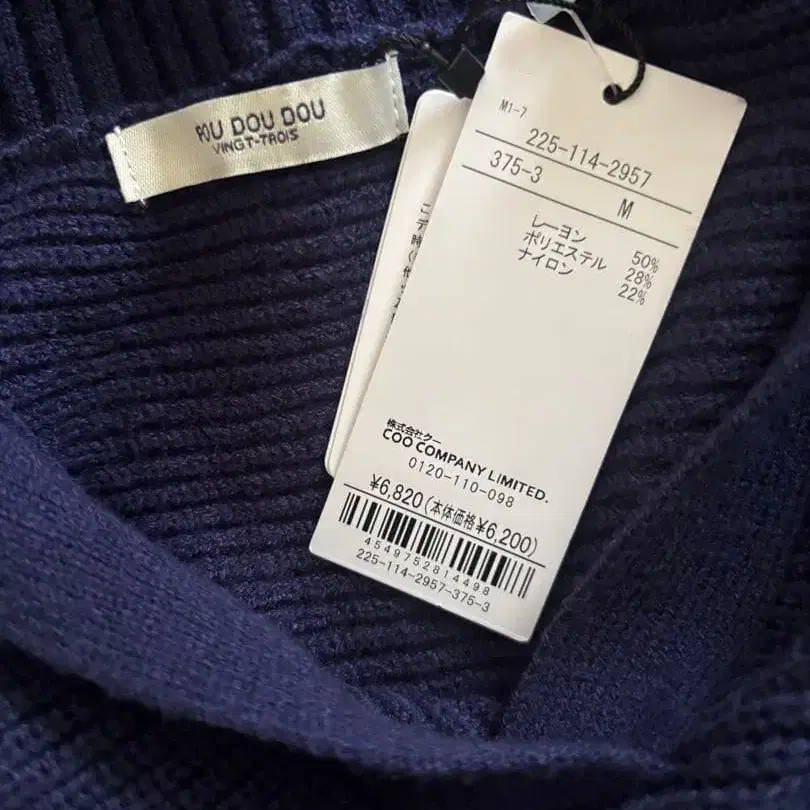 ROU DOU DOU
VINGT-TROIS
M1-7
225-114-2957
375-3
M
レーヨン 50%
ポリエステル 28%
ナイロン 22%
株式会社クー
COO COMPANY LIMITED.
0120-110-098
¥6,820(本体価格¥6,200)
4549752814498
225-114-2957-375-3